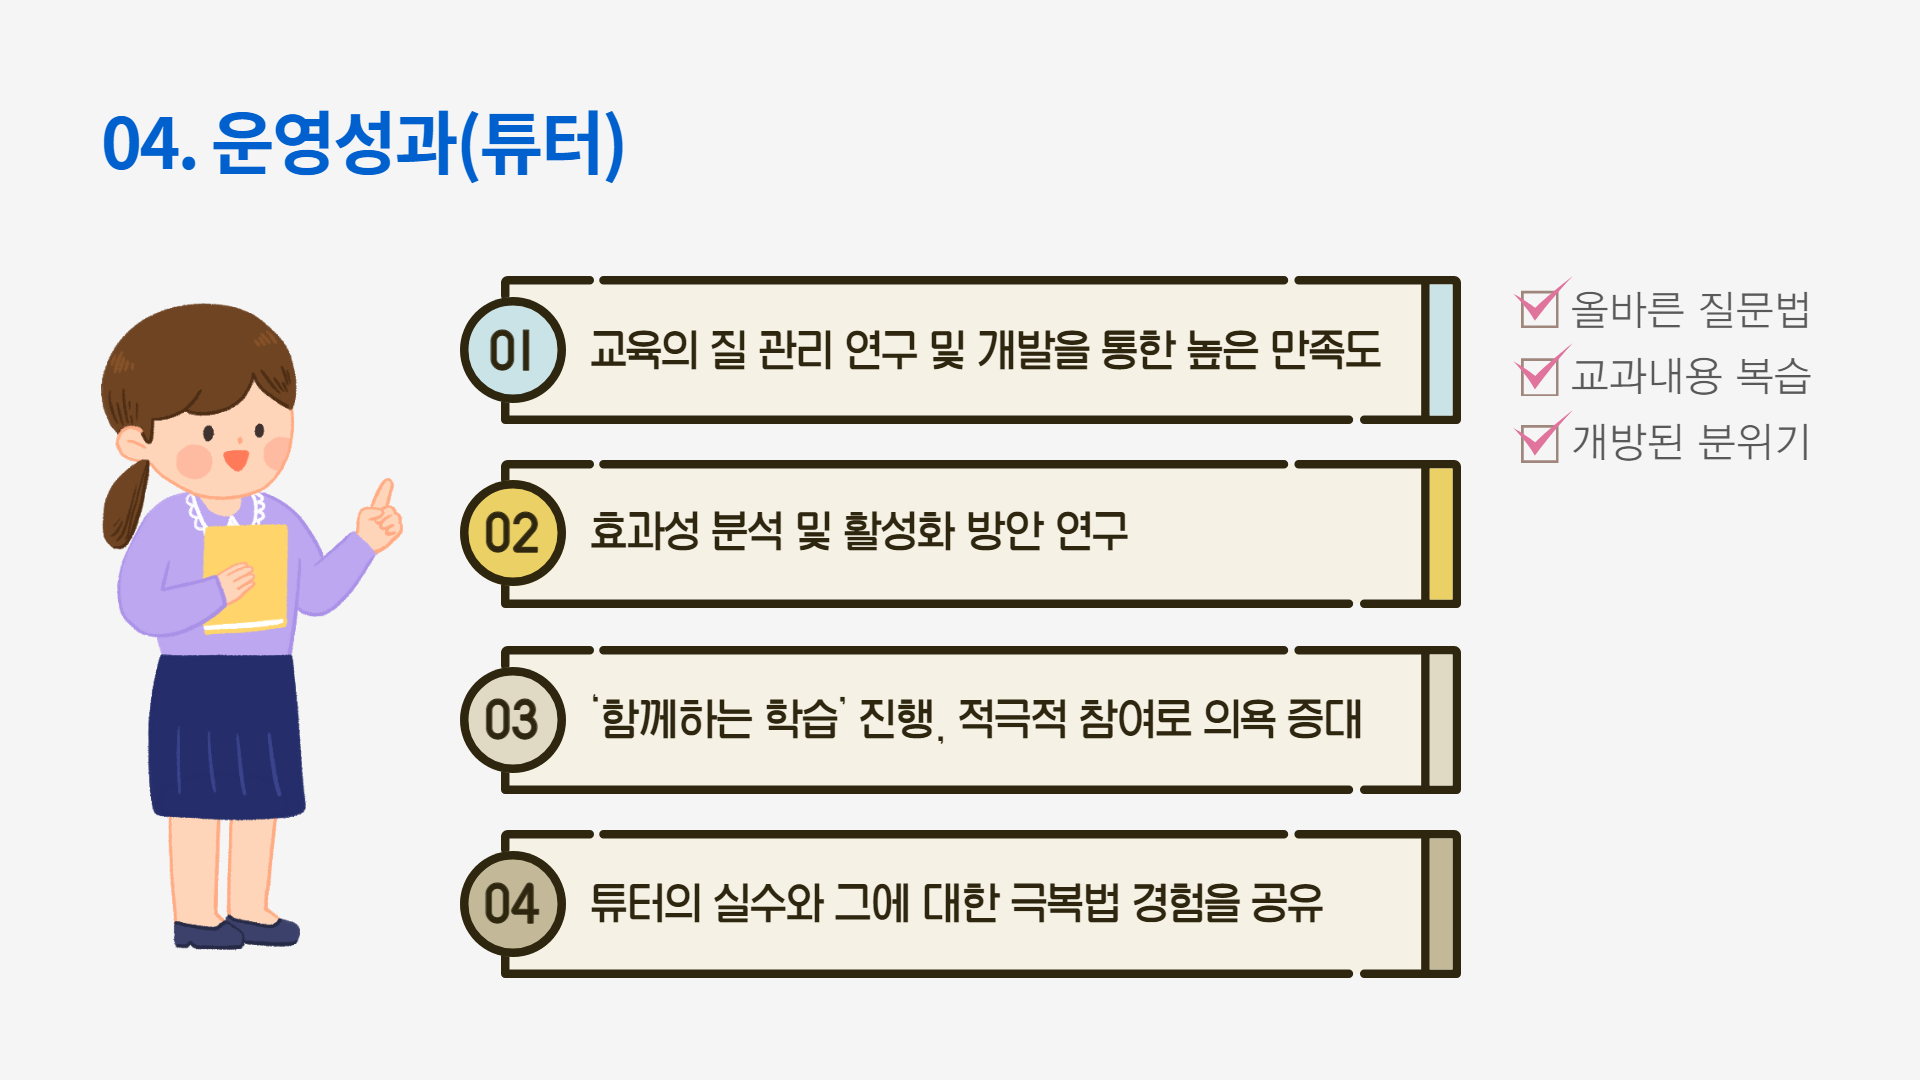 04. 운영성과(튜터)
01 교육의 질 관리 연구 및 개발을 통한 높은 만족도
올바른 질문법
교과내용 복습
개방된 분위기
02 효과성 분석 및 활성화 방안 연구
03 ‘함께하는 학습’ 진행, 적극적 참여로 의욕 증대
04 튜터의 실수와 그에 대한 극복법 경험을 공유